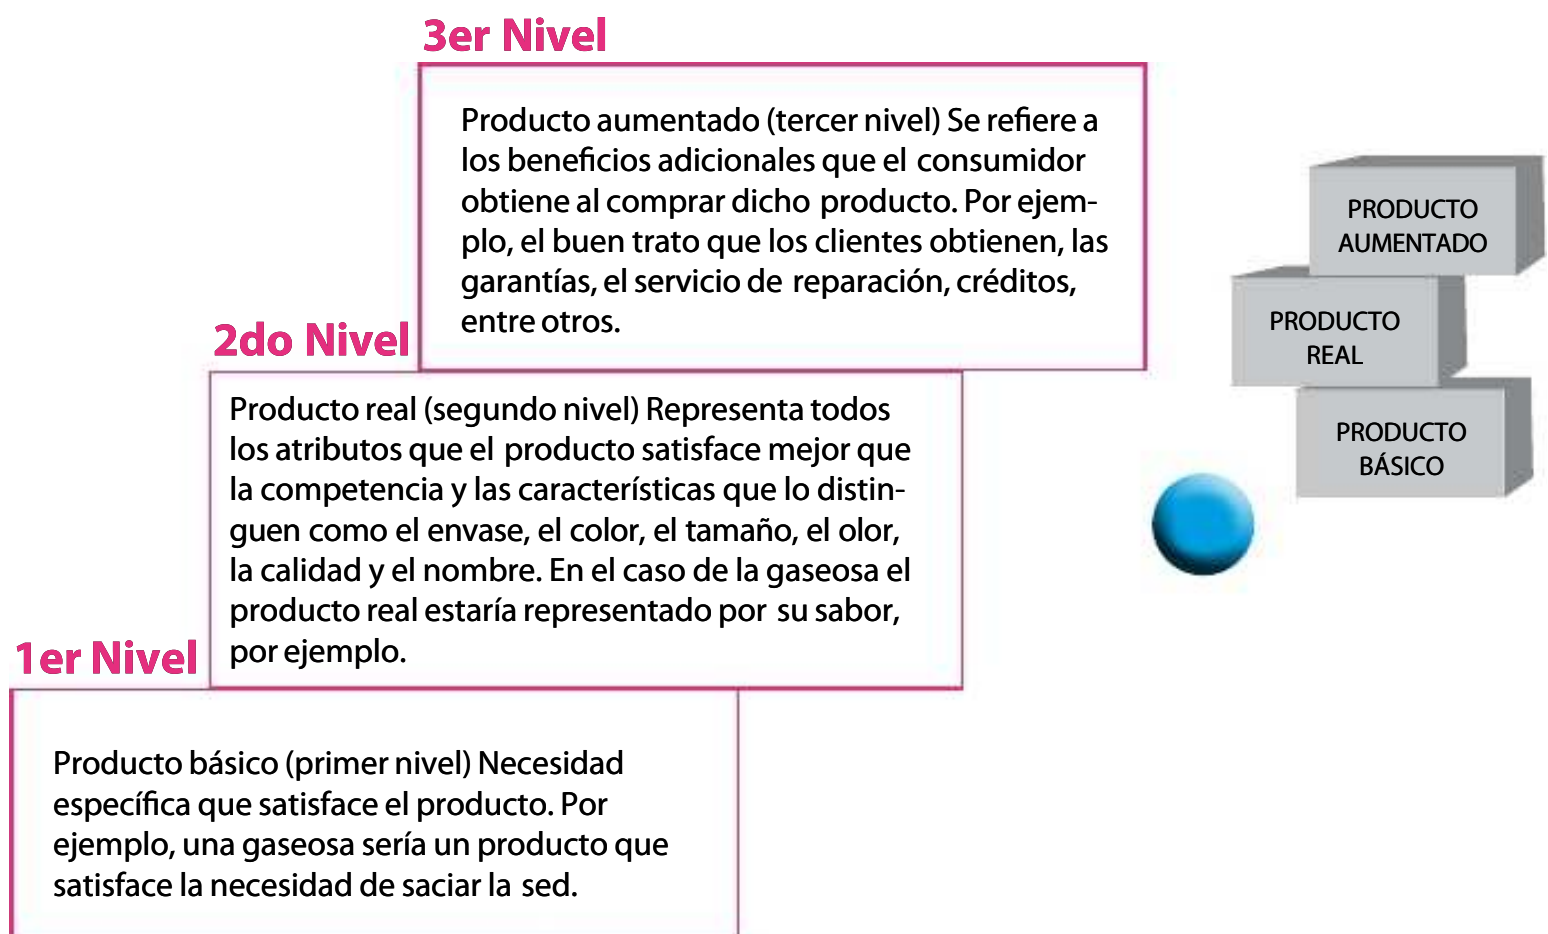 3er Nivel
Producto aumentado (tercer nivel) Se refiere a
los beneficios adicionales que el consumidor
obtiene al comprar dicho producto. Por ejem-
plo, el buen trato que los clientes obtienen, las
garantías, el servicio de reparación, créditos,
entre otros.
2do Nivel
Producto real (segundo nivel) Representa todos
los atributos que el producto satisface mejor que
la competencia y las características que lo distin-
guen como el envase, el color, el tamaño, el olor,
la calidad y el nombre. En el caso de la gaseosa el
producto real estaría representado por su sabor,
por ejemplo.
1er Nivel
Producto básico (primer nivel) Necesidad
específica que satisface el producto. Por
ejemplo, una gaseosa sería un producto que
satisface la necesidad de saciar la sed.
PRODUCTO
AUMENTADO
PRODUCTO
REAL
PRODUCTO
BÁSICO